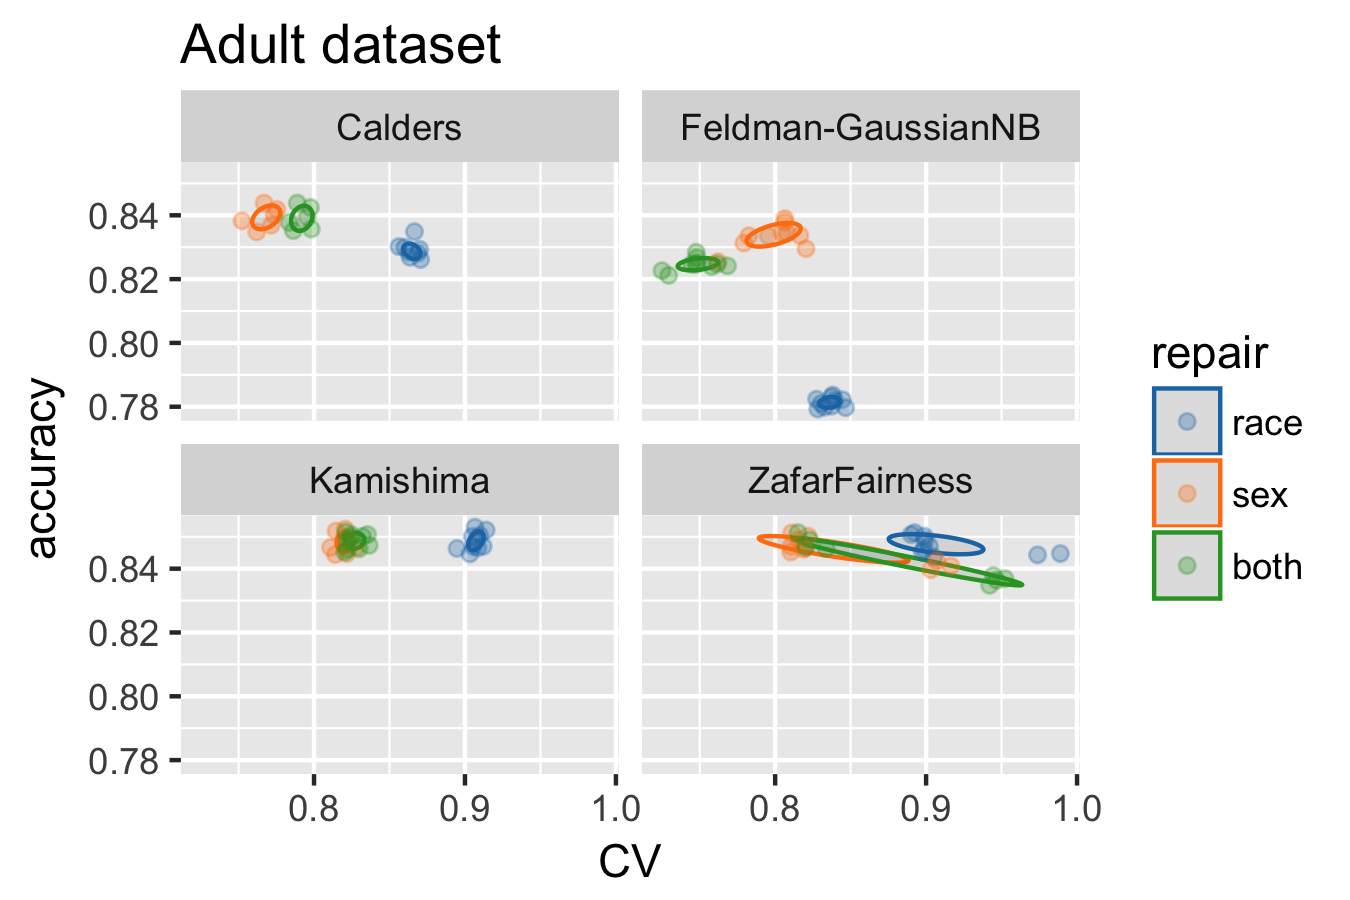 Adult dataset
Calders
Feldman-GaussianNB
0.84
0.82
0.80
0.78
Kamishima
ZafarFairness
0.84
0.82
0.80
0.78
0.8 0.9 1.0 0.8 0.9 1.0
CV
accuracy
repair
race
sex
both